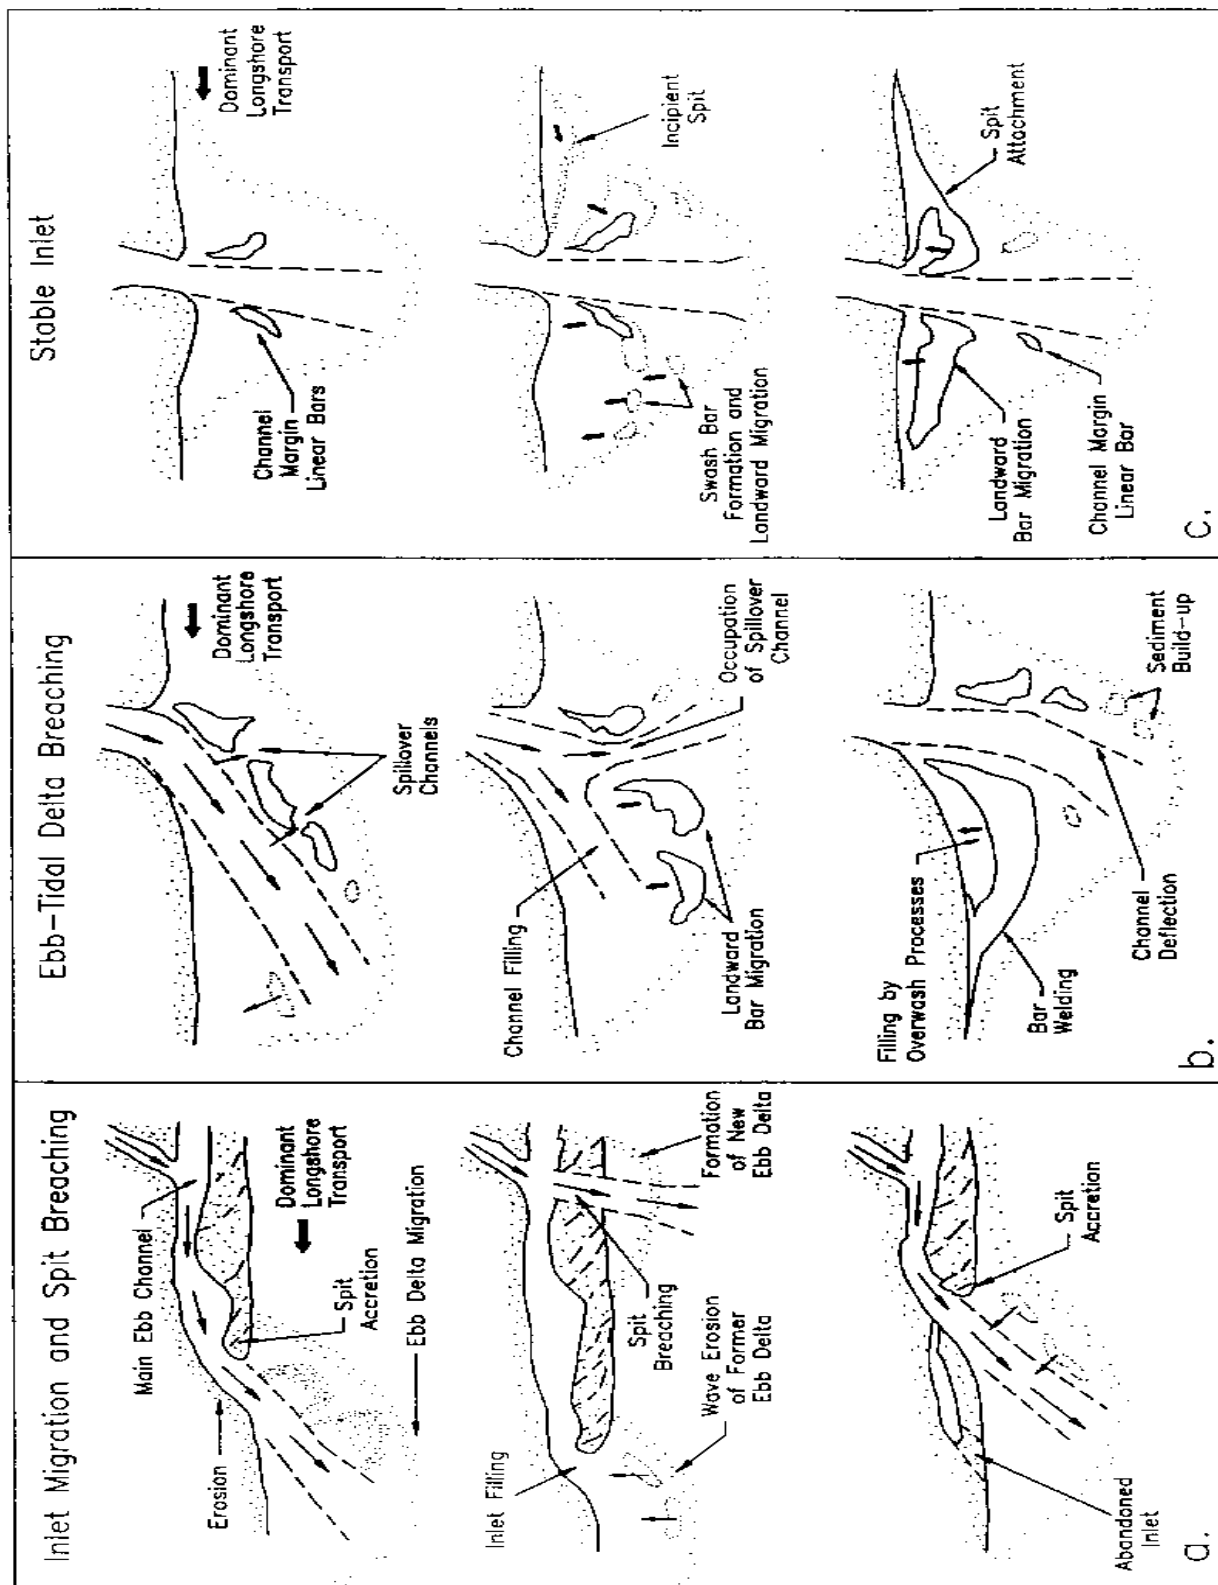 Inlet Migration and Spit Breaching
Main Ebb Channel
Erosion
Dominant
Longshore
Transport
Spit
Accretion
Ebb Delta Migration
Inlet Filling
Spit
Breaching
Wave Erosion
of Former
Ebb Delta
Formation
of New
Ebb Delta
Abandoned
Inlet
Spit
Accretion
a.
Ebb-Tidal Delta Breaching
Dominant
Longshore
Transport
Spillover
Channels
Channel Filling
Landward
Bar Migration
Occupation
of Spillover
Channel
Filling by
Overwash Processes
Bar
Welding
Channel
Deflection
Sediment
Build-up
b.
Stable Inlet
Dominant
Longshore
Transport
Channel
Margin
Linear Bars
Incipient
Spit
Swash Bar
Formation and
Landward Migration
Spit
Attachment
Landward
Bar Migration
Channel Margin
Linear Bar
c.